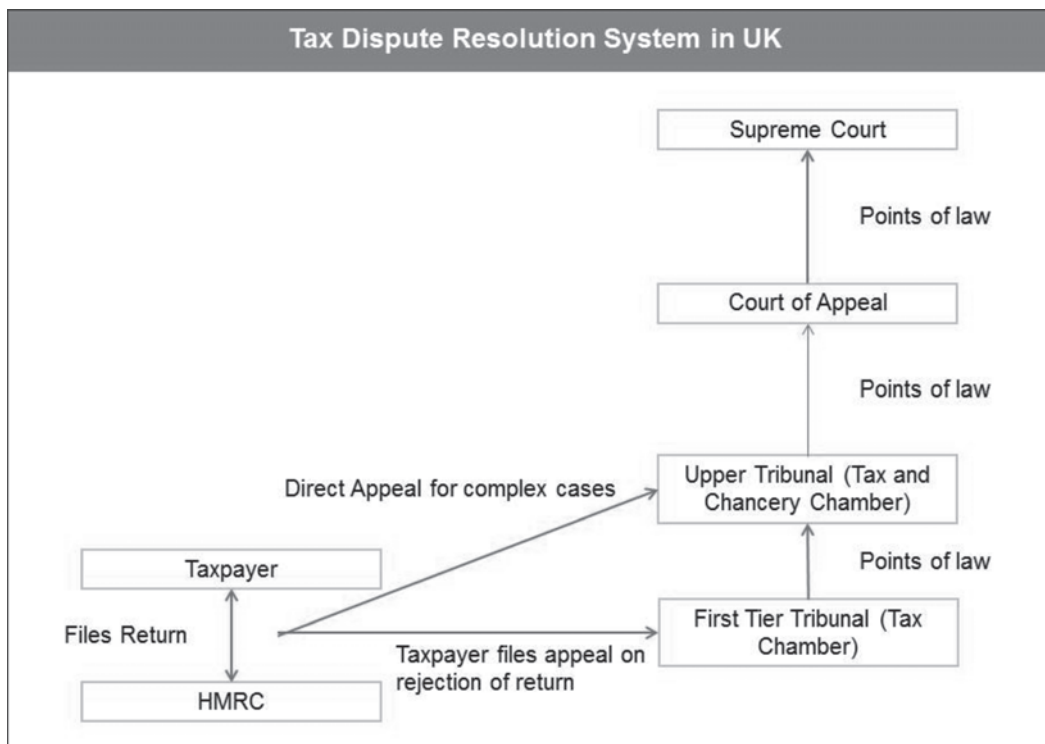 Tax Dispute Resolution System in UK
Supreme Court
Points of law
Court of Appeal
Points of law
Direct Appeal for complex cases
Upper Tribunal (Tax and
Chancery Chamber)
Points of law
Taxpayer
Files Return
First Tier Tribunal (Tax
Chamber)
Taxpayer files appeal on
rejection of return
HMRC